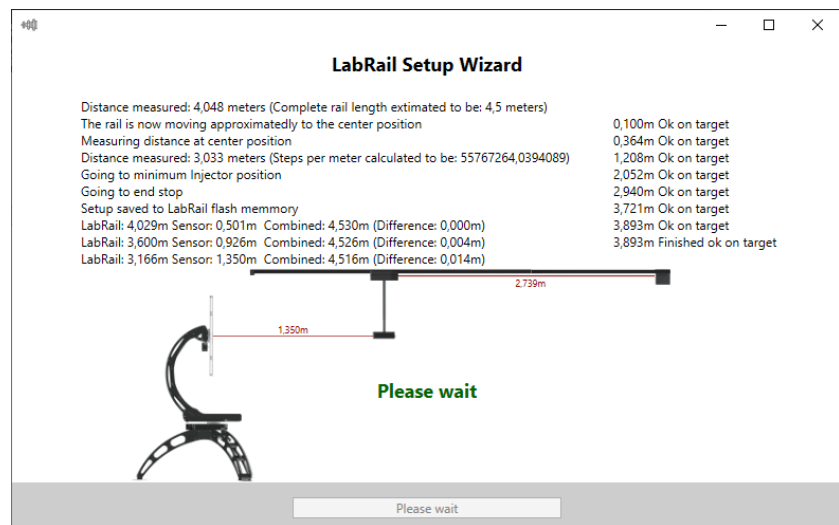 LabRail Setup Wizard
Distance measured: 4,048 meters (Complete rail length extimated to be: 4,5 meters)
The rail is now moving approximatedly to the center position
Measuring distance at center position
Distance measured: 3,033 meters (Steps per meter calculated to be: 55767264,0394089)
Going to minimum Injector position
Going to end stop
Setup saved to LabRail flash memmory
LabRail: 4,029m Sensor: 0,501m Combined: 4,530m (Difference: 0,000m)
LabRail: 3,600m Sensor: 0,926m Combined: 4,526m (Difference: 0,004m)
LabRail: 3,166m Sensor: 1,350m Combined: 4,516m (Difference: 0,014m)
0,100m Ok on target
0,364m Ok on target
1,208m Ok on target
2,052m Ok on target
2,940m Ok on target
3,721m Ok on target
3,893m Ok on target
3,893m Finished ok on target
2,739m
1,350m
Please wait
Please wait